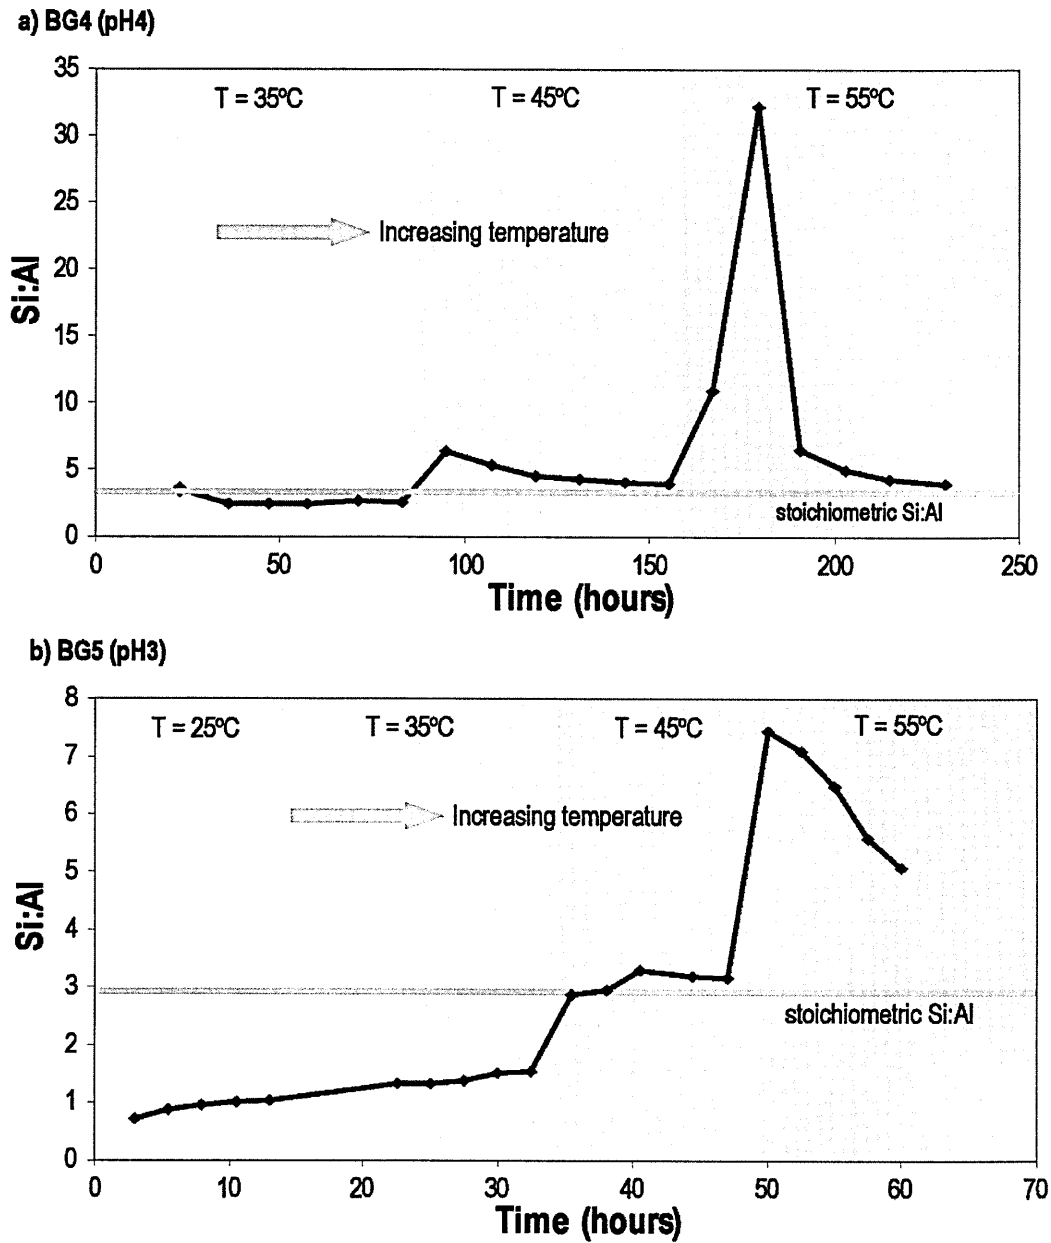 a) BG4 (pH4)
35
T = 35ºC
T = 45ºC
T = 55ºC
30
25
Increasing temperature
20
Si:Al
15
10
5
stoichiometric Si:Al
0
0 50 100 150 200 250
Time (hours)
b) BG5 (pH3)
8
T = 25ºC
T = 35ºC
T = 45ºC
T = 55ºC
7
6
Increasing temperature
5
Si:Al
4
3
stoichiometric Si:Al
2
1
0
0 10 20 30 40 50 60 70
Time (hours)